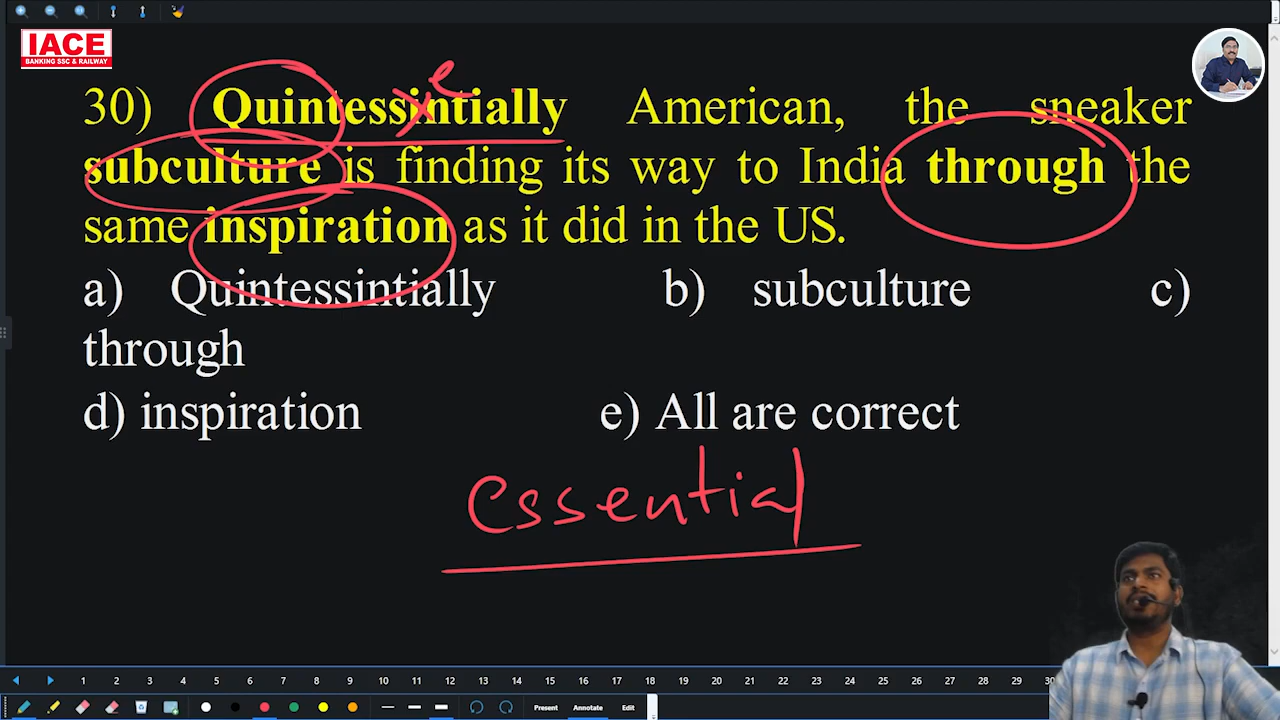 IACE
BANKING SSC & RAILWAY
e
30) Quintessintially American, the sneaker
subculture is finding its way to India through the
same inspiration as it did in the US.
a) Quintessintially b) subculture c)
through
d) inspiration e) All are correct
essential
1 2 3 4 5 6 7 8 9 10 11 12 13 14 15 16 17 18 19 20 21 22 23 24 25 26 27 28 29 30
Present Annotate Edit